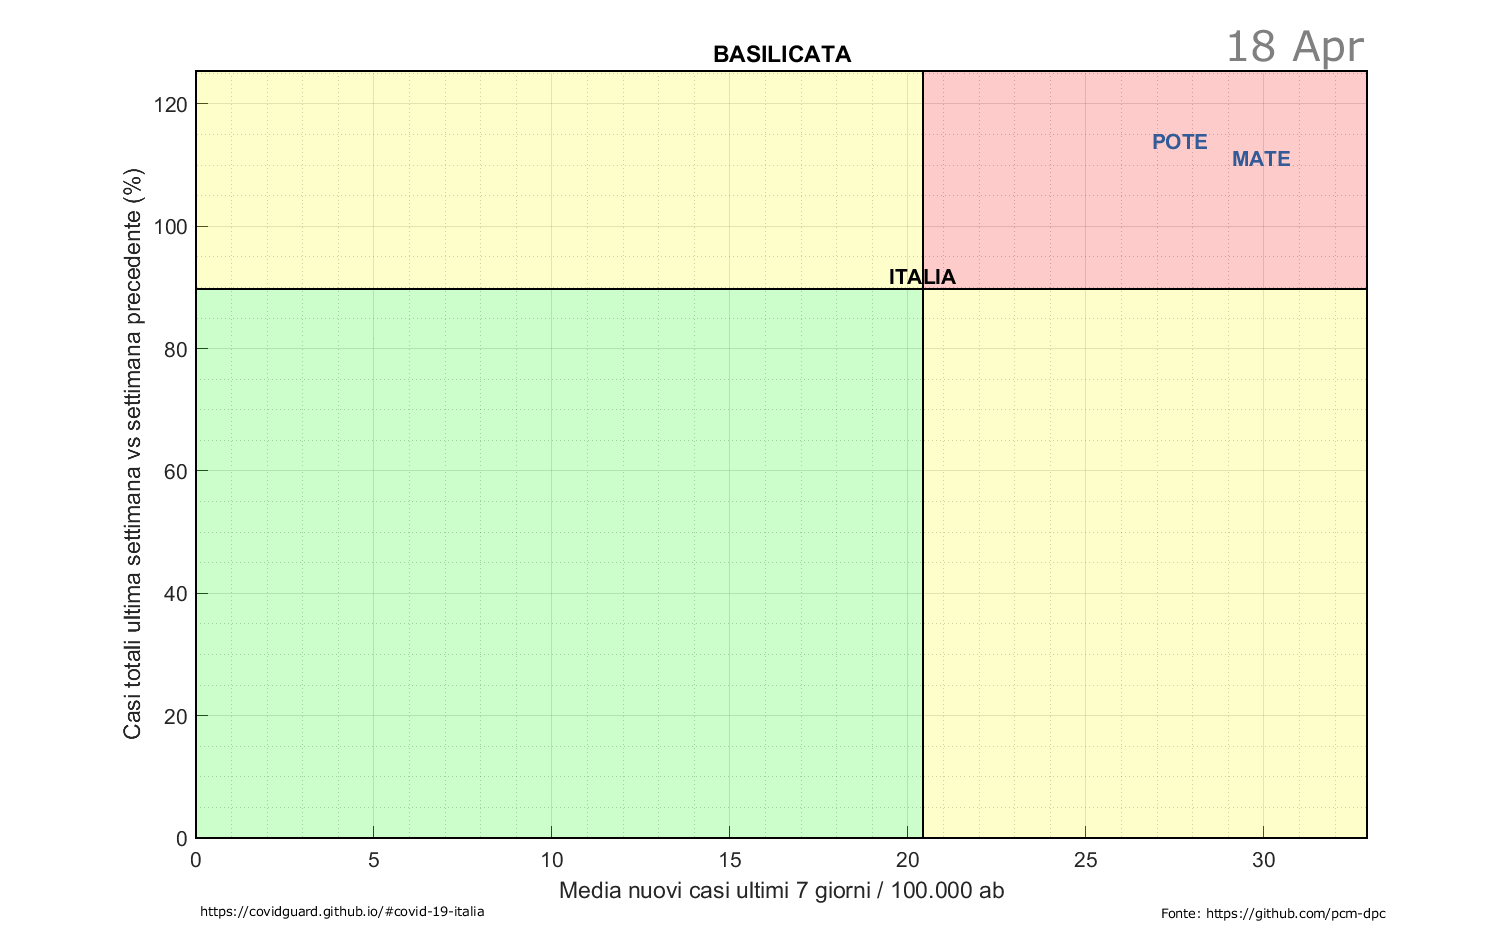 18 Apr
BASILICATA
120
100
80
60
40
20
0
Casi totali ultima settimana vs settimana precedente (%)
POTE
MATE
ITALIA
0 5 10 15 20 25 30
Media nuovi casi ultimi 7 giorni / 100.000 ab
https://covidguard.github.io/#covid-19-italia
Fonte: https://github.com/pcm-dpc